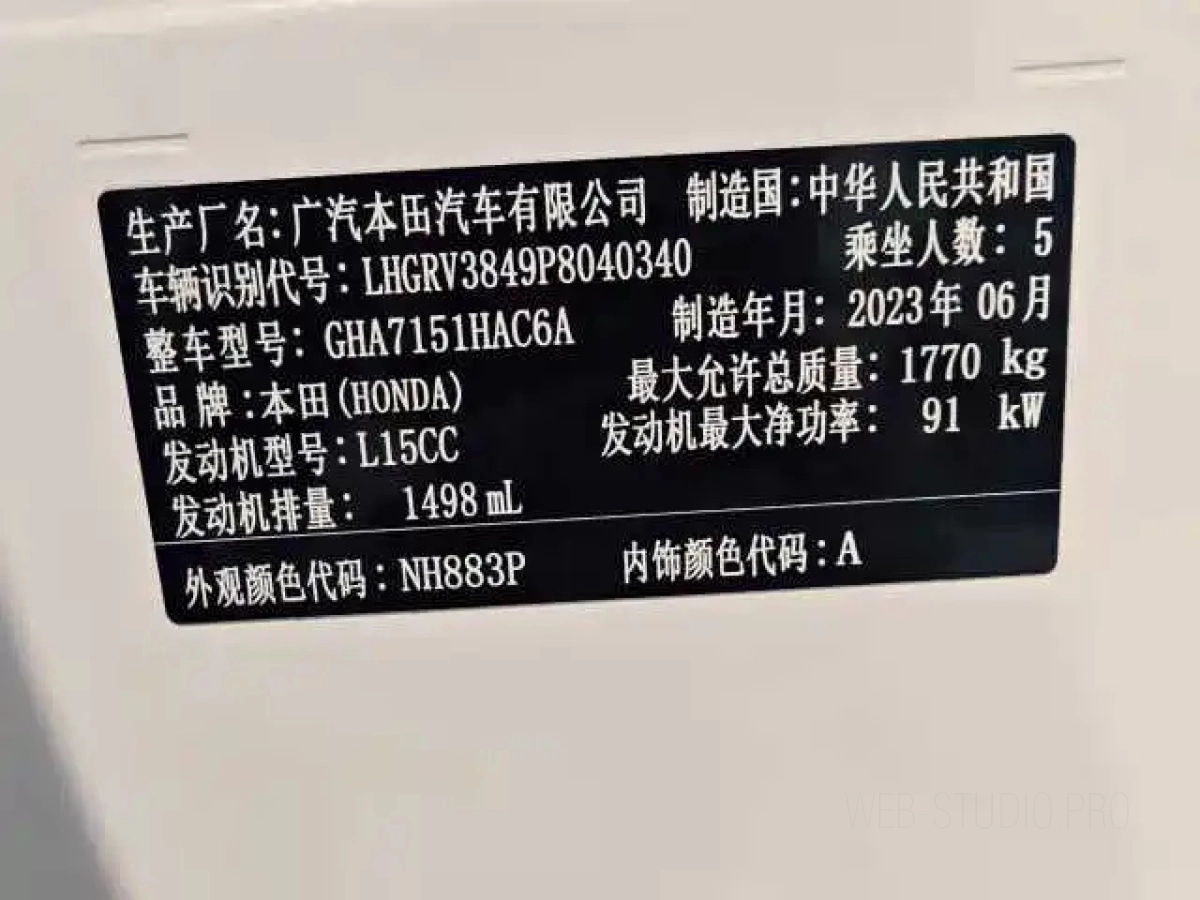 生产厂名：广汽本田汽车有限公司 制造国：中华人民共和国
车辆识别代号：LHGRV3849P8040340 乘坐人数：5
整车型号：GHA7151HAC6A 制造年月：2023年06月
品牌：本田(HONDA) 最大允许总质量：1770 kg
发动机型号：L15CC 发动机最大净功率：91 kW
发动机排量：1498 mL
外观颜色代码：NH883P 内饰颜色代码：A
WEB-STUDIO.PRO